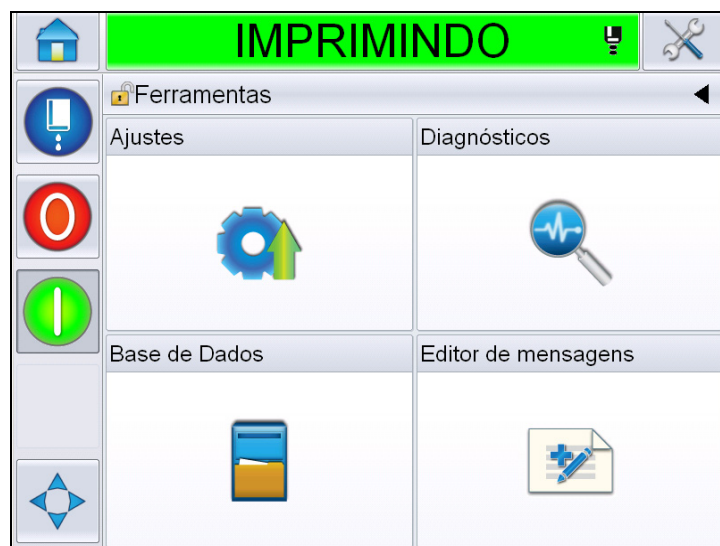 IMPRIMINDO
Ferramentas
Ajustes
Diagnósticos
Base de Dados
Editor de mensagens